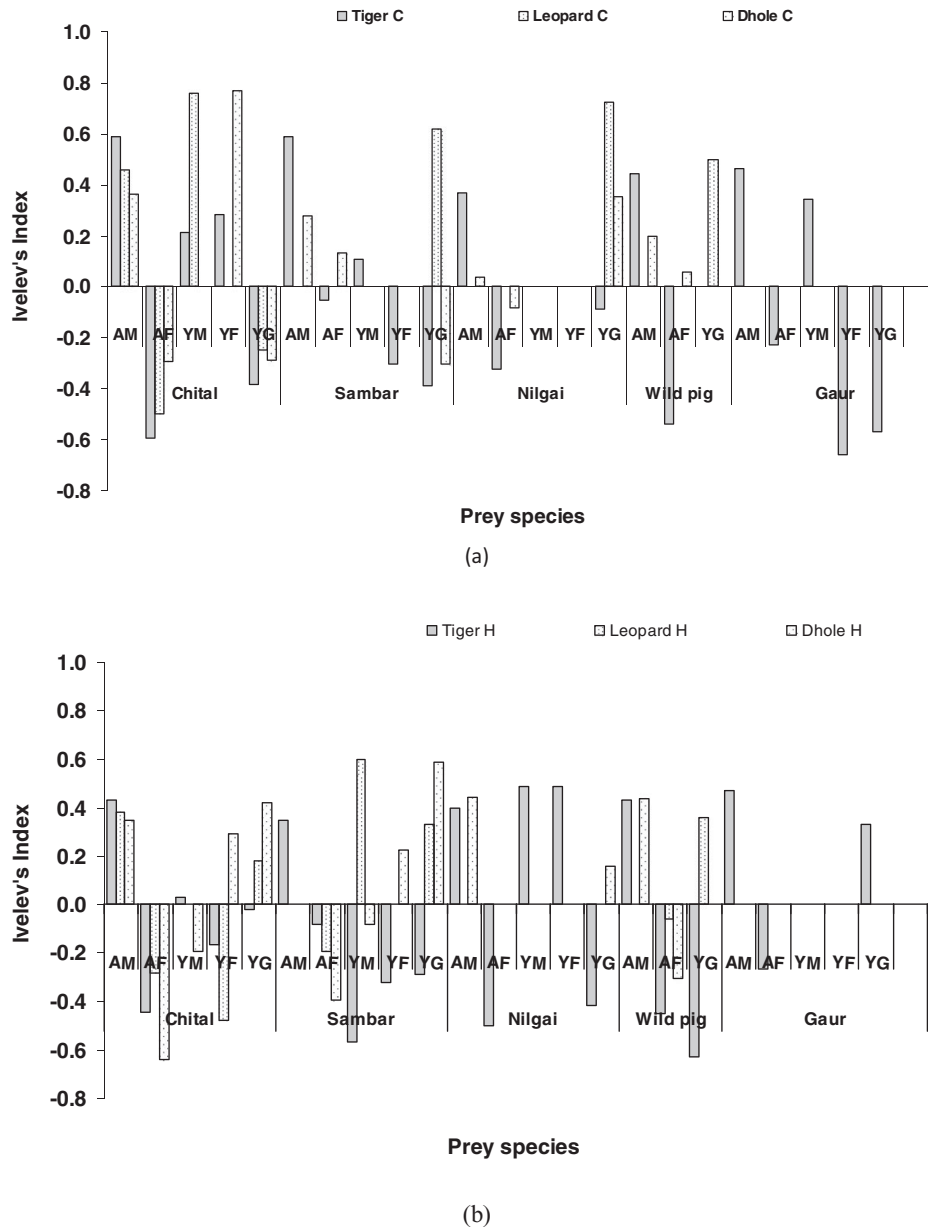 Tiger C Leopard C Dhole C
1.0
0.8
0.6
0.4
0.2
0.0
-0.2
-0.4
-0.6
-0.8
Ivelev's Index
AM AF YM YF YG AM AF YM YF YG AM AF YM YF YG AM AF YG AM AF YM YF YG
Chital Sambar Nilgai Wild pig Gaur
Prey species
(a)
Tiger H Leopard H Dhole H
1.0
0.8
0.6
0.4
0.2
0.0
-0.2
-0.4
-0.6
-0.8
Ivelev's Index
AM AF YM YF YG AM AF YM YF YG AM AF YM YF YG AM AF YG AM AF YM YF YG
Chital Sambar Nilgai Wild pig Gaur
Prey species
(b)